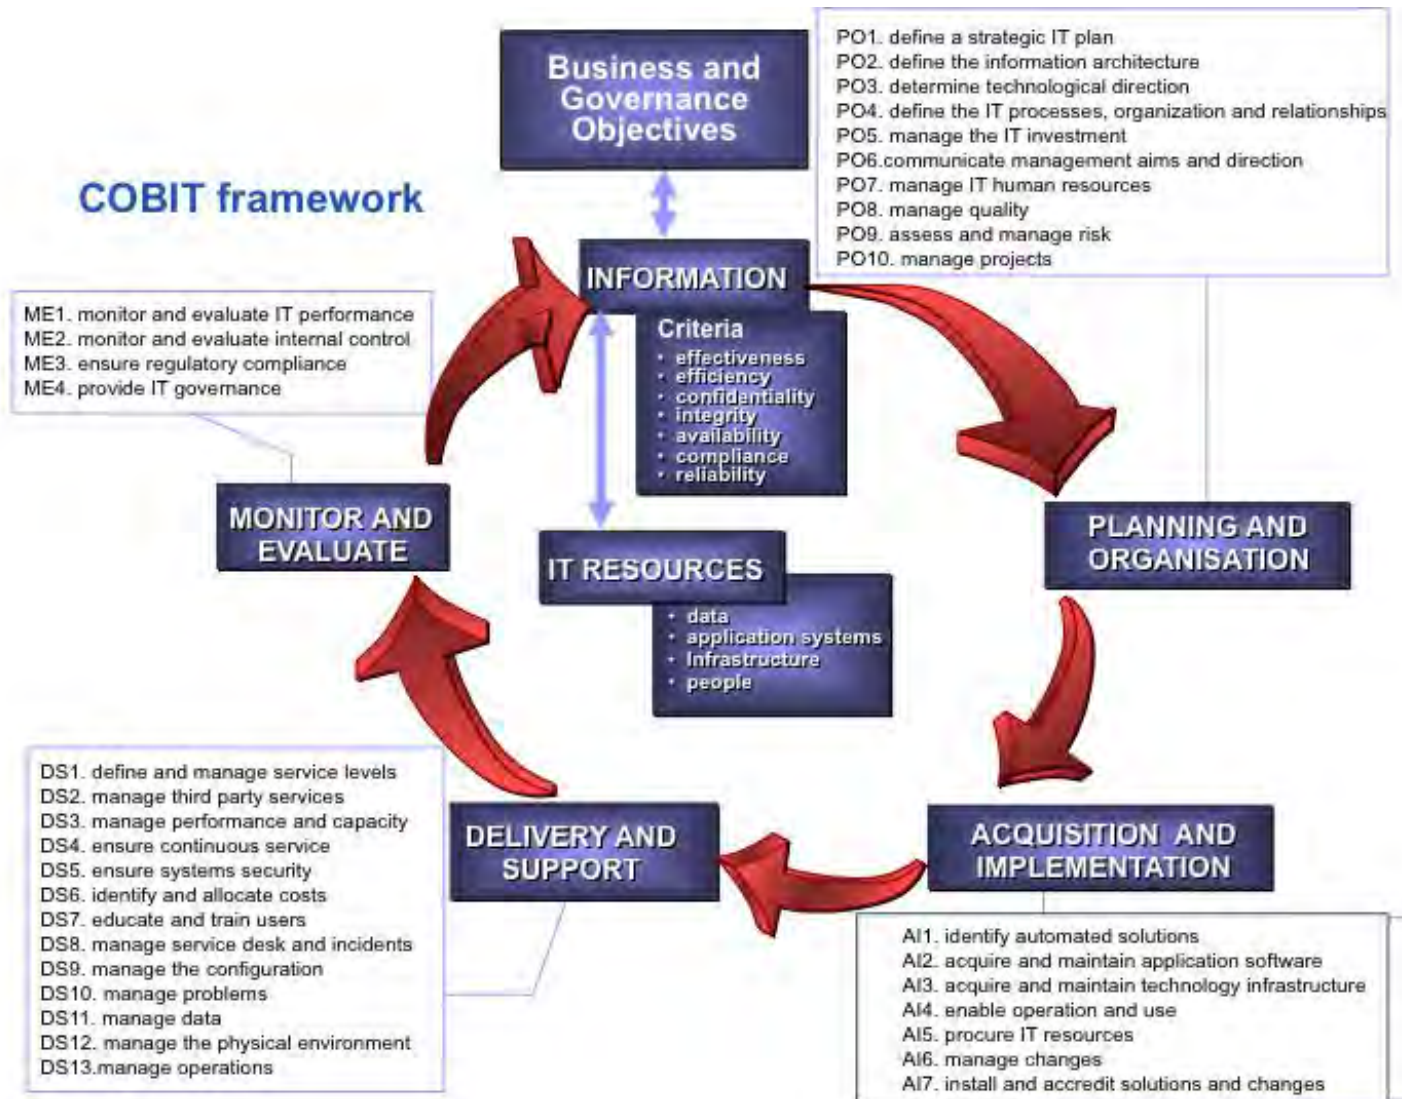 Business and
Governance
Objectives
PO1. define a strategic IT plan
PO2. define the information architecture
PO3. determine technological direction
PO4. define the IT processes, organization and relationships
PO5. manage the IT investment
PO6.communicate management aims and direction
PO7. manage IT human resources
PO8. manage quality
PO9. assess and manage risk
PO10. manage projects
COBIT framework
INFORMATION
Criteria
• effectiveness
• efficiency
• confidentiality
• integrity
• availability
• compliance
• reliability
ME1. monitor and evaluate IT performance
ME2. monitor and evaluate internal control
ME3. ensure regulatory compliance
ME4. provide IT governance
MONITOR AND
EVALUATE
PLANNING AND
ORGANISATION
IT RESOURCES
• data
• application systems
• Infrastructure
• people
DS1. define and manage service levels
DS2. manage third party services
DS3. manage performance and capacity
DS4. ensure continuous service
DS5. ensure systems security
DS6. identify and allocate costs
DS7. educate and train users
DS8. manage service desk and incidents
DS9. manage the configuration
DS10. manage problems
DS11. manage data
DS12. manage the physical environment
DS13.manage operations
DELIVERY AND
SUPPORT
ACQUISITION AND
IMPLEMENTATION
AI1. identify automated solutions
AI2. acquire and maintain application software
AI3. acquire and maintain technology infrastructure
AI4. enable operation and use
AI5. procure IT resources
AI6. manage changes
AI7. install and accredit solutions and changes